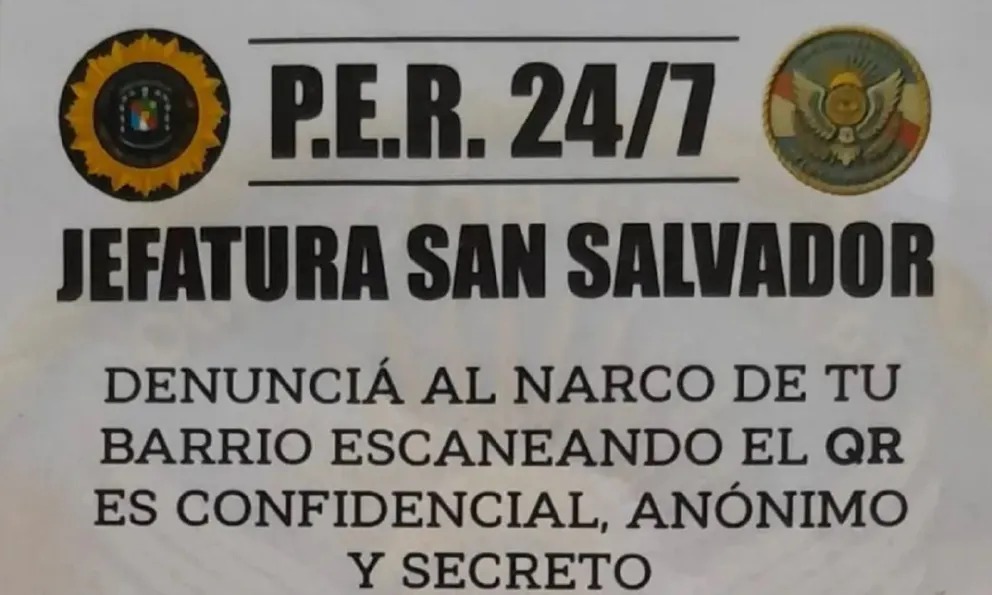 P.E.R. 24/7
JEFATURA SAN SALVADOR
DENUNCIÁ AL NARCO DE TU
BARRIO ESCANEANDO EL QR
ES CONFIDENCIAL, ANÓNIMO
Y SECRETO